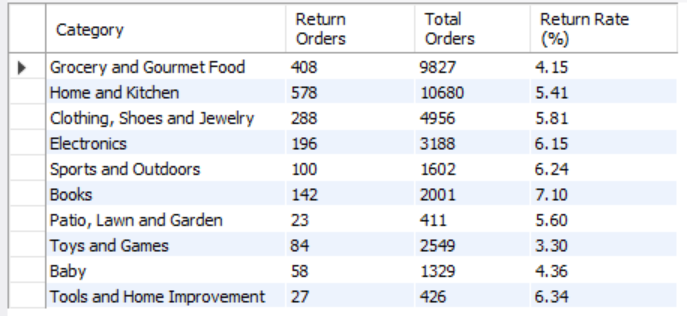 Category Return Orders Total Orders Return Rate (%)
Grocery and Gourmet Food 408 9827 4.15
Home and Kitchen 578 10680 5.41
Clothing, Shoes and Jewelry 288 4956 5.81
Electronics 196 3188 6.15
Sports and Outdoors 100 1602 6.24
Books 142 2001 7.10
Patio, Lawn and Garden 23 411 5.60
Toys and Games 84 2549 3.30
Baby 58 1329 4.36
Tools and Home Improvement 27 426 6.34